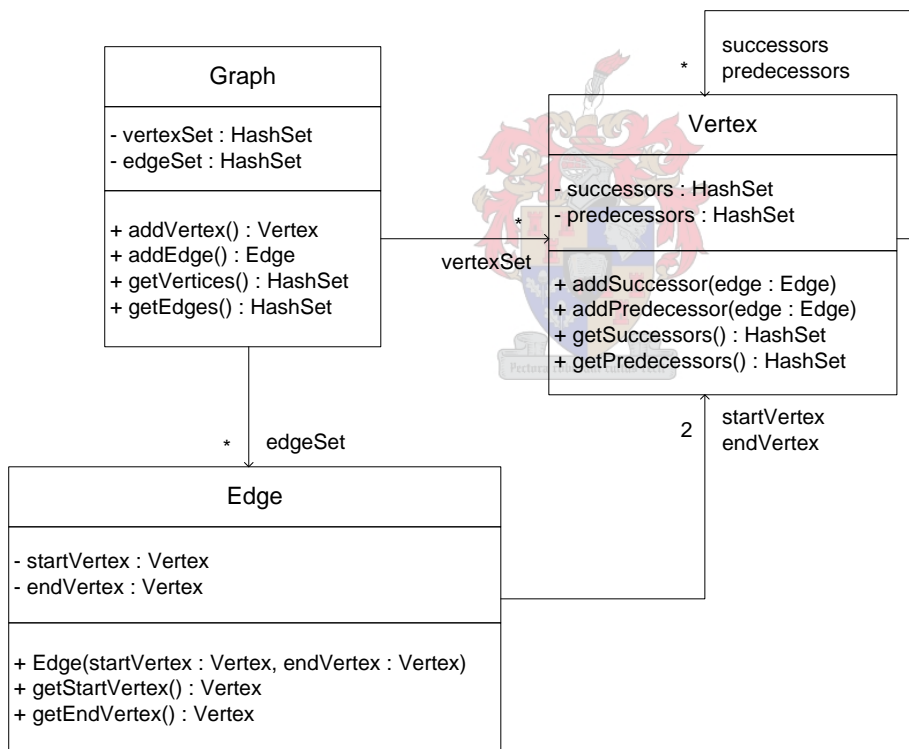 Graph
- vertexSet : HashSet
- edgeSet : HashSet
+ addVertex() : Vertex
+ addEdge() : Edge
+ getVertices() : HashSet
+ getEdges() : HashSet
successors
predecessors
*
Vertex
- successors : HashSet
- predecessors : HashSet
+ addSuccessor(edge : Edge)
+ addPredecessor(edge : Edge)
+ getSuccessors() : HashSet
+ getPredecessors() : HashSet
*
vertexSet
*
edgeSet
2
startVertex
endVertex
Edge
- startVertex : Vertex
- endVertex : Vertex
+ Edge(startVertex : Vertex, endVertex : Vertex)
+ getStartVertex() : Vertex
+ getEndVertex() : Vertex
Pectora